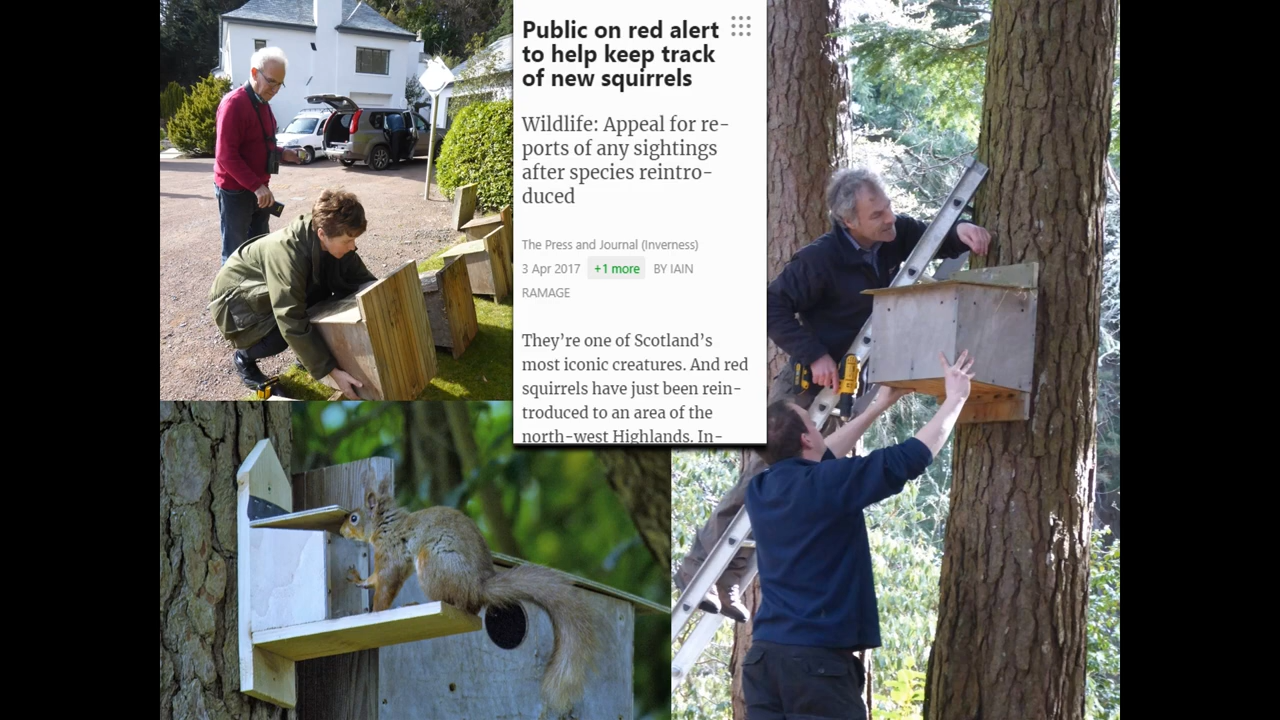 Public on red alert
to help keep track
of new squirrels
Wildlife: Appeal for re-
ports of any sightings
after species reintro-
duced
The Press and Journal (Inverness)
3 Apr 2017 +1 more BY IAIN
RAMAGE
They’re one of Scotland’s
most iconic creatures. And red
squirrels have just been rein-
troduced to an area of the
north-west Highlands. In-